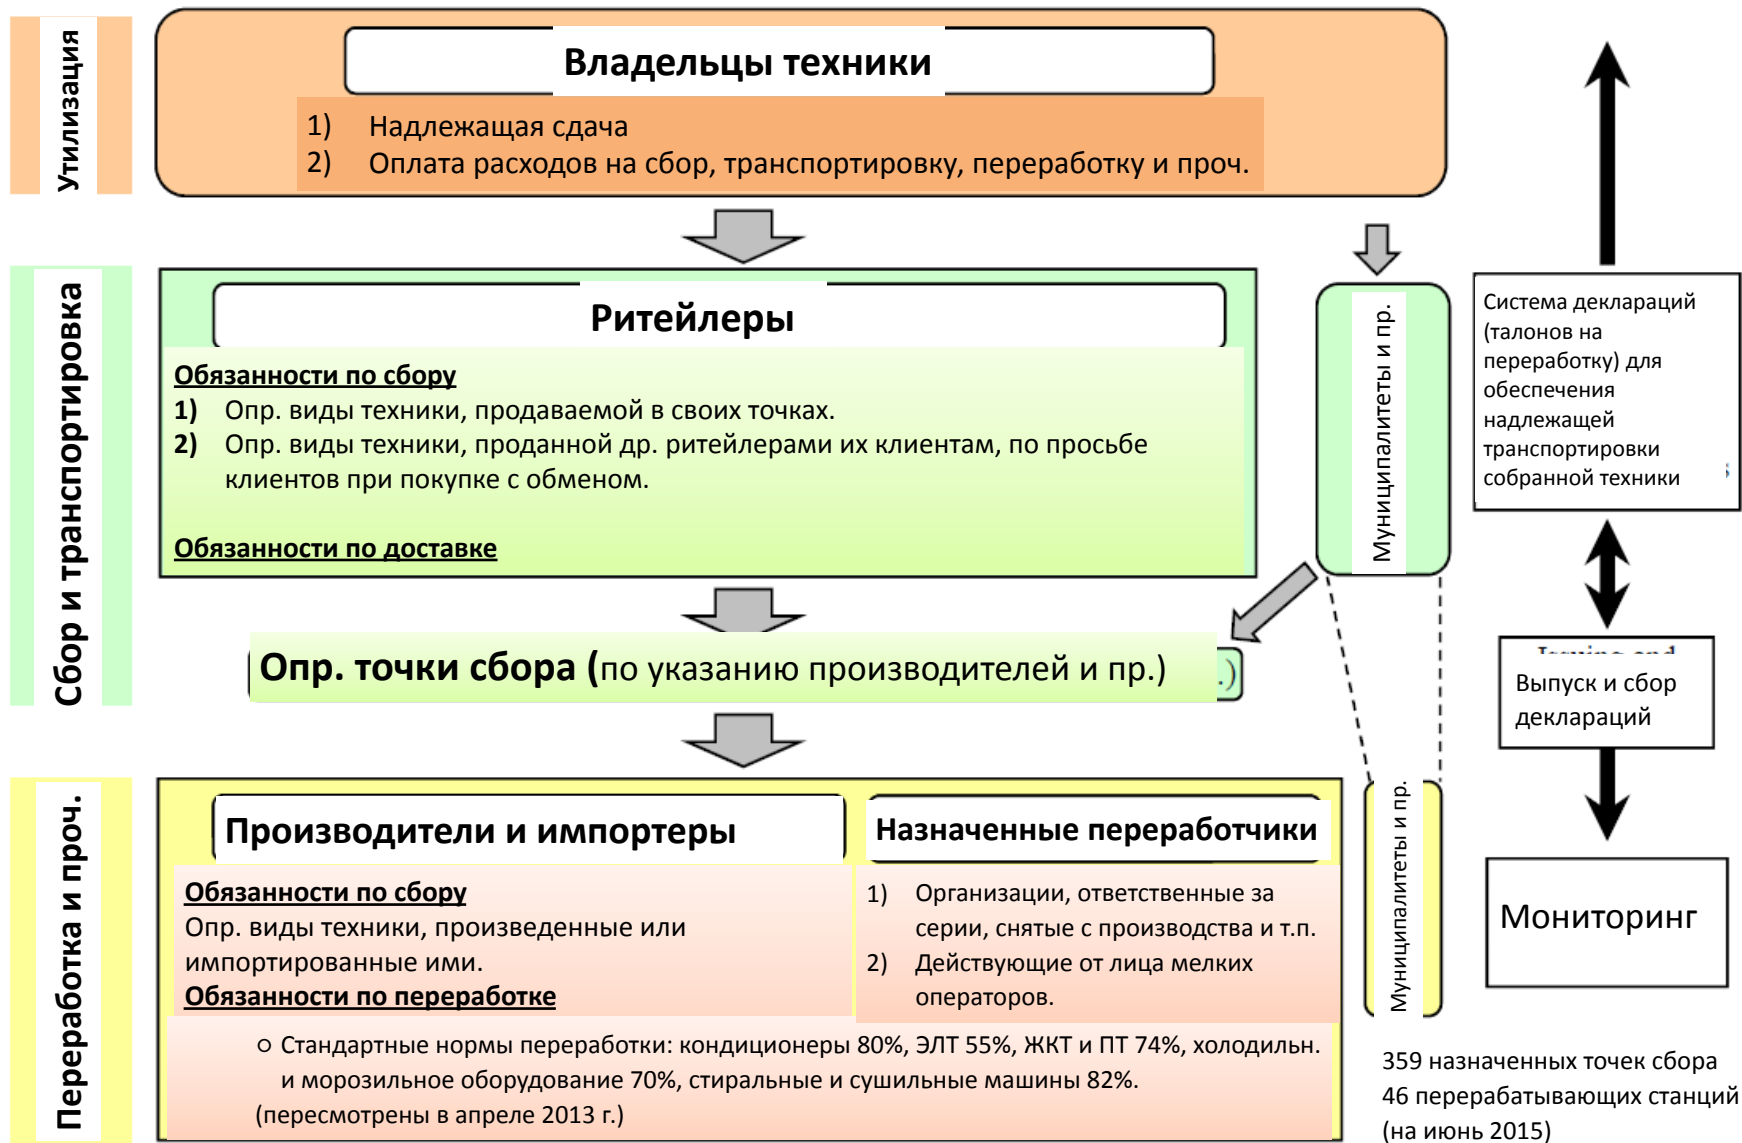 Утилизация
Владельцы техники
1) Надлежащая сдача
2) Оплата расходов на сбор, транспортировку, переработку и проч.
Сбор и транспортировка
Ритейлеры
Обязанности по сбору
1) Опр. виды техники, продаваемой в своих точках.
2) Опр. виды техники, проданной др. ритейлерами их клиентам, по просьбе
клиентов при покупке с обменом.
Обязанности по доставке
Муниципалитеты и пр.
Система деклараций
(талонов на
переработку) для
обеспечения
надлежащей
транспортировки
собранной техники
s
Опр. точки сбора (по указанию производителей и пр.)
.)
Issuing and
Выпуск и сбор
деклараций
Переработка и проч.
Производители и импортеры
Обязанности по сбору
Опр. виды техники, произведенные или
импортированные ими.
Обязанности по переработке
Назначенные переработчики
1) Организации, ответственные за
серии, снятые с производства и т.п.
2) Действующие от лица мелких
операторов.
○ Стандартные нормы переработки: кондиционеры 80%, ЭЛТ 55%, ЖКТ и ПТ 74%, холодильн.
и морозильное оборудование 70%, стиральные и сушильные машины 82%.
(пересмотрены в апреле 2013 г.)
Муниципалитеты и пр.
Мониторинг
359 назначенных точек сбора
46 перерабатывающих станций
(на июнь 2015)